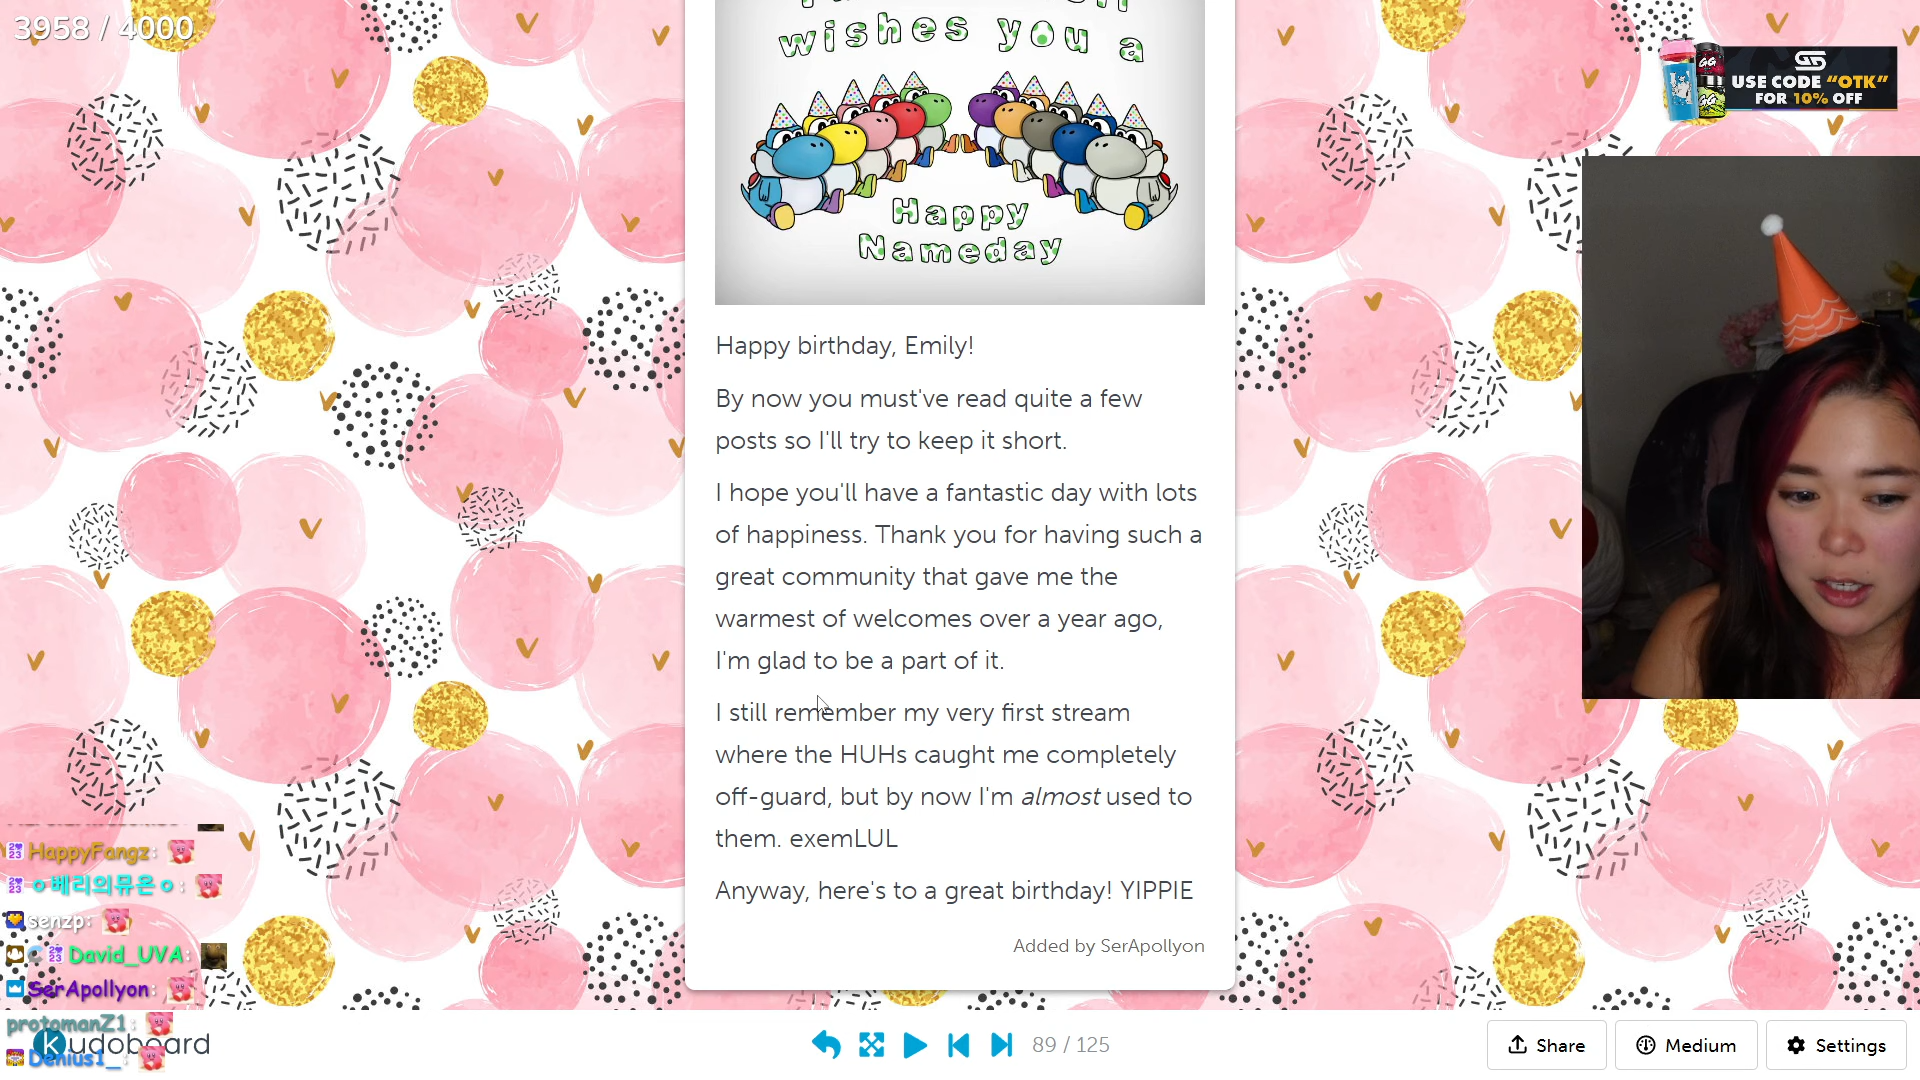 3958 / 4000
wishes you a
Happy
Nameday
USE CODE "OTK"
FOR 10% OFF
GG
GG
Happy birthday, Emily!
By now you must've read quite a few
posts so I'll try to keep it short.
I hope you'll have a fantastic day with lots
of happiness. Thank you for having such a
great community that gave me the
warmest of welcomes over a year ago,
I'm glad to be a part of it.
I still remember my very first stream
where the HUHs caught me completely
off-guard, but by now I'm almost used to
them. exemLUL
Anyway, here's to a great birthday! YIPPIE
Added by SerApollyon
HappyFangz:
ㅇ베리의뮤온ㅇ:
senzp:
David_UVA:
SerApollyon:
protomanZ1:
Denius1_:
kudoboard
89 / 125
Share
Medium
Settings